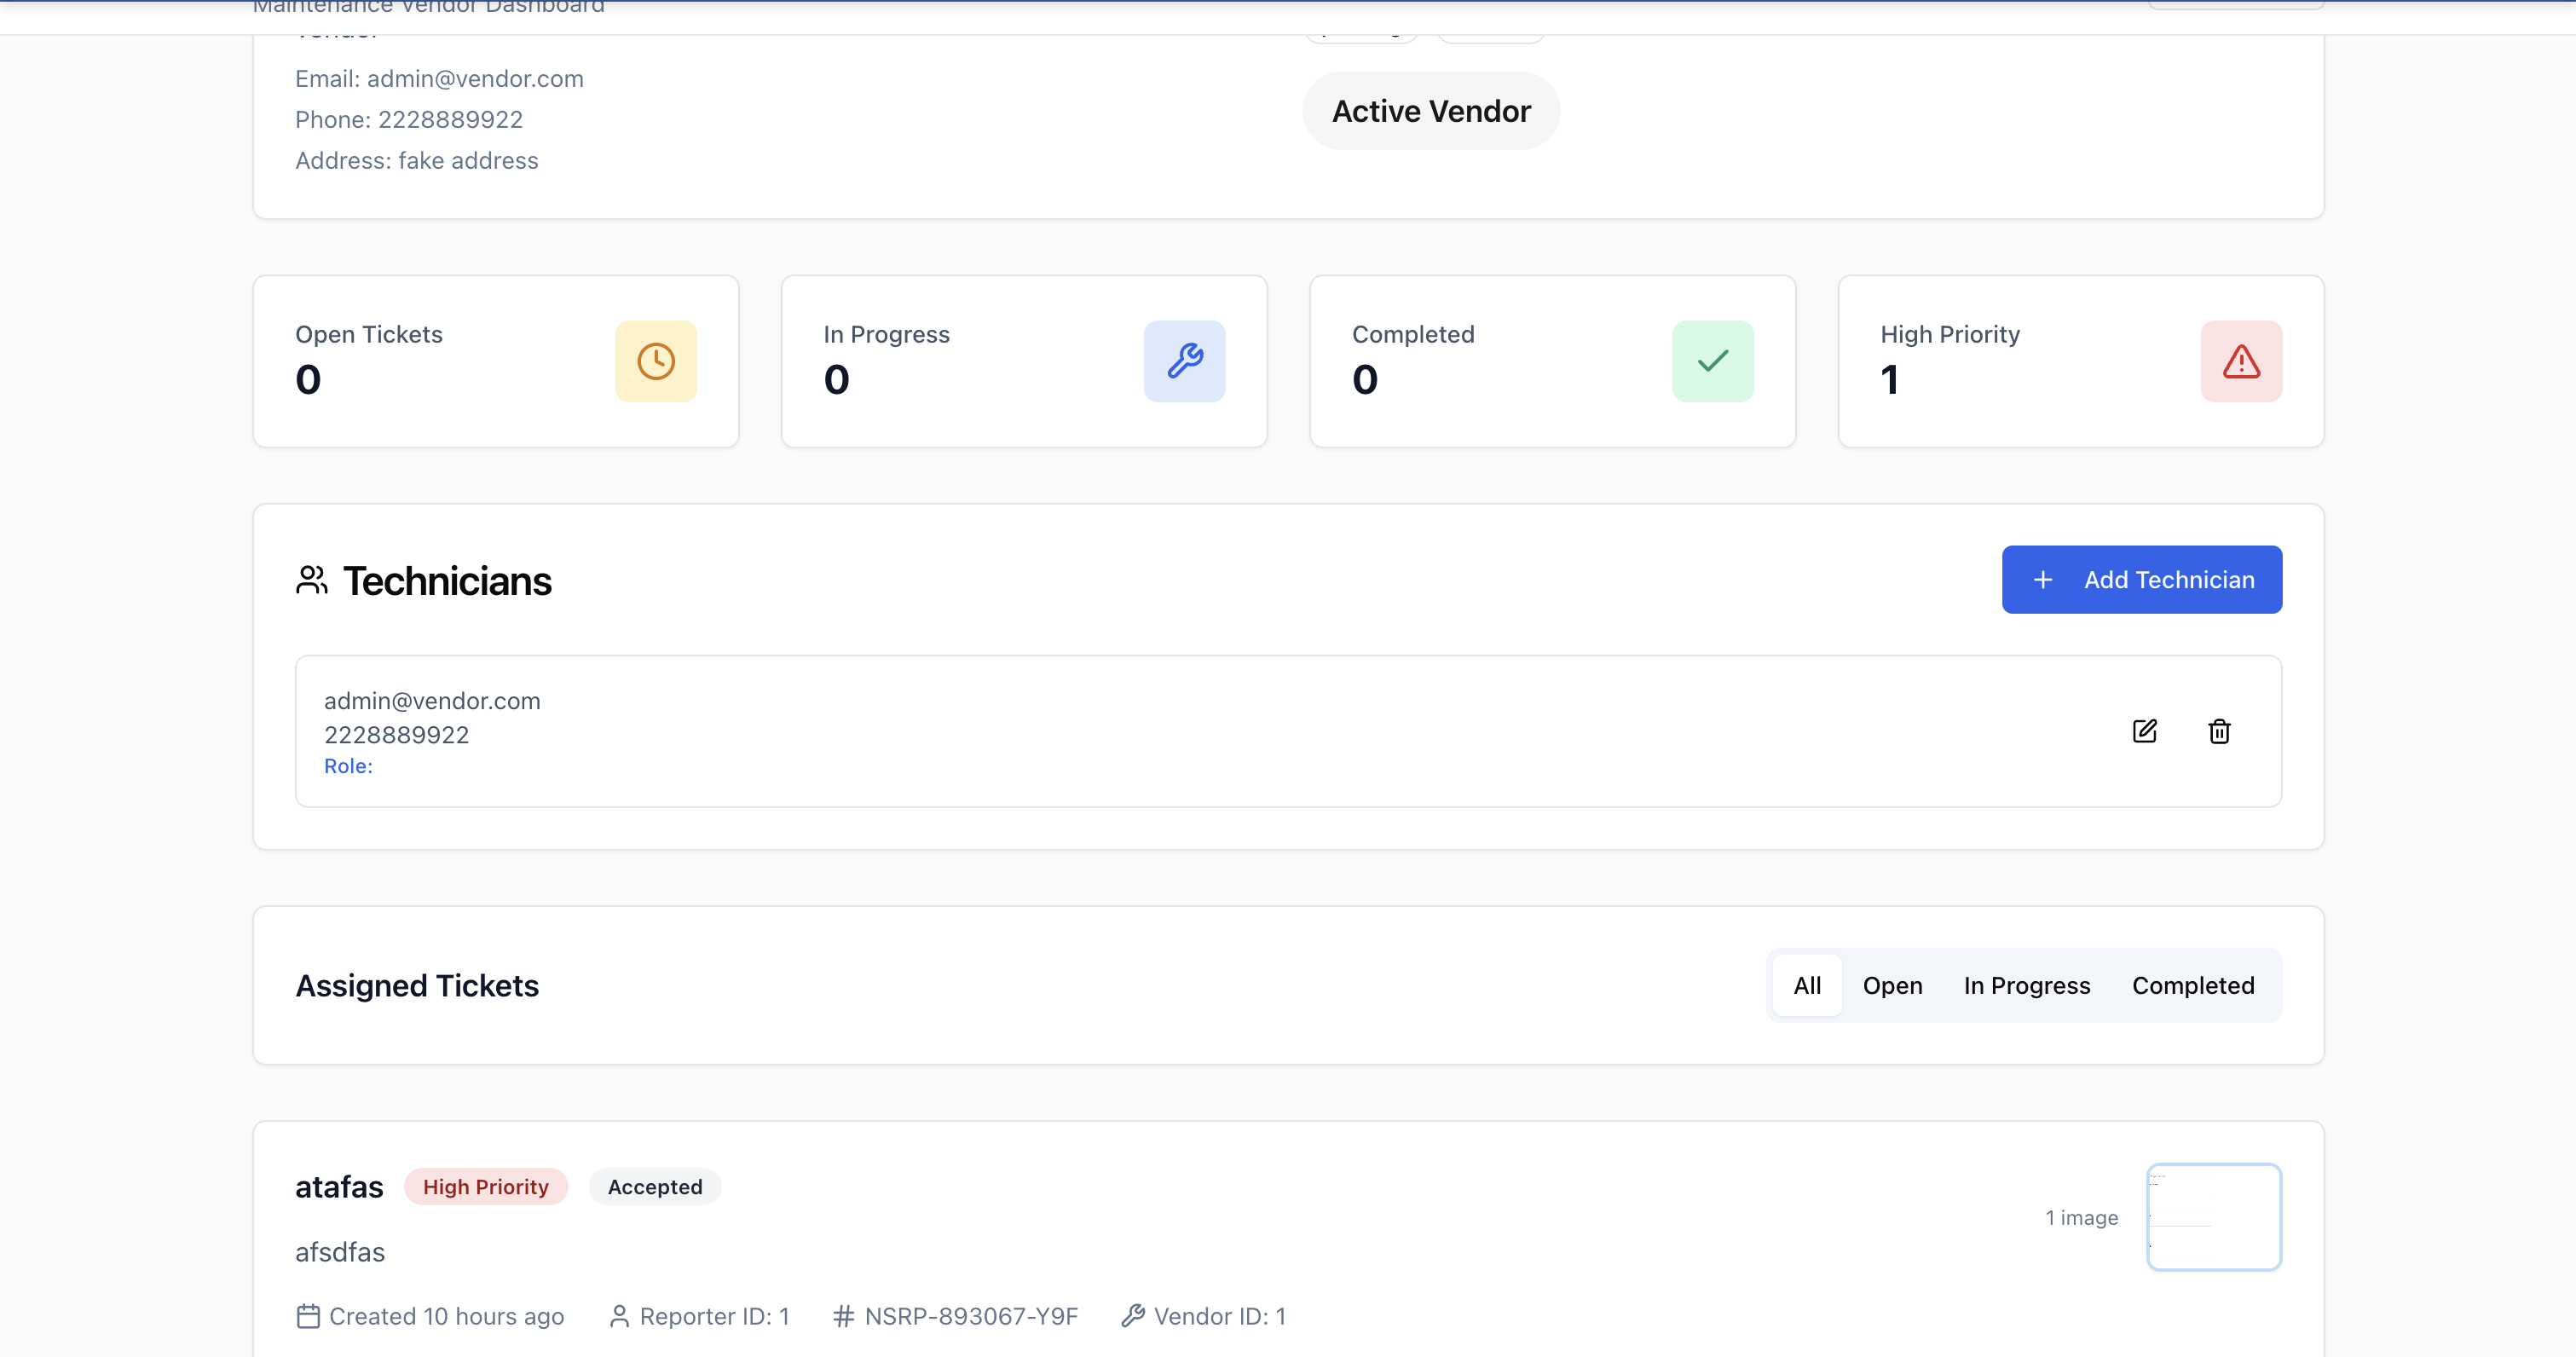 Maintenance Vendor Dashboard
Vendor
Email: admin@vendor.com
Phone: 2228889922
Address: fake address
Active Vendor
Open Tickets
0
In Progress
0
Completed
0
High Priority
1
Technicians
Add Technician
admin@vendor.com
2228889922
Role:
Assigned Tickets
All Open In Progress Completed
atafas High Priority Accepted
1 image
afsdfas
Created 10 hours ago Reporter ID: 1 # NSRP-893067-Y9F Vendor ID: 1